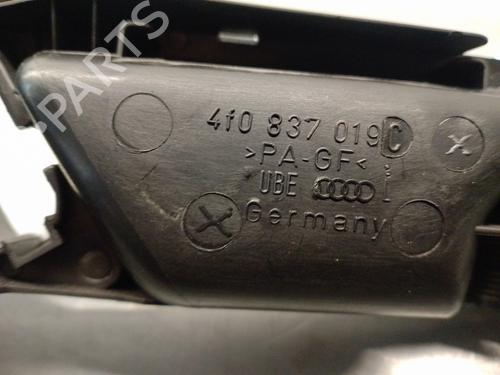 4f0 837 019 C
>PA-GF<
UBE
Germany
PARTS